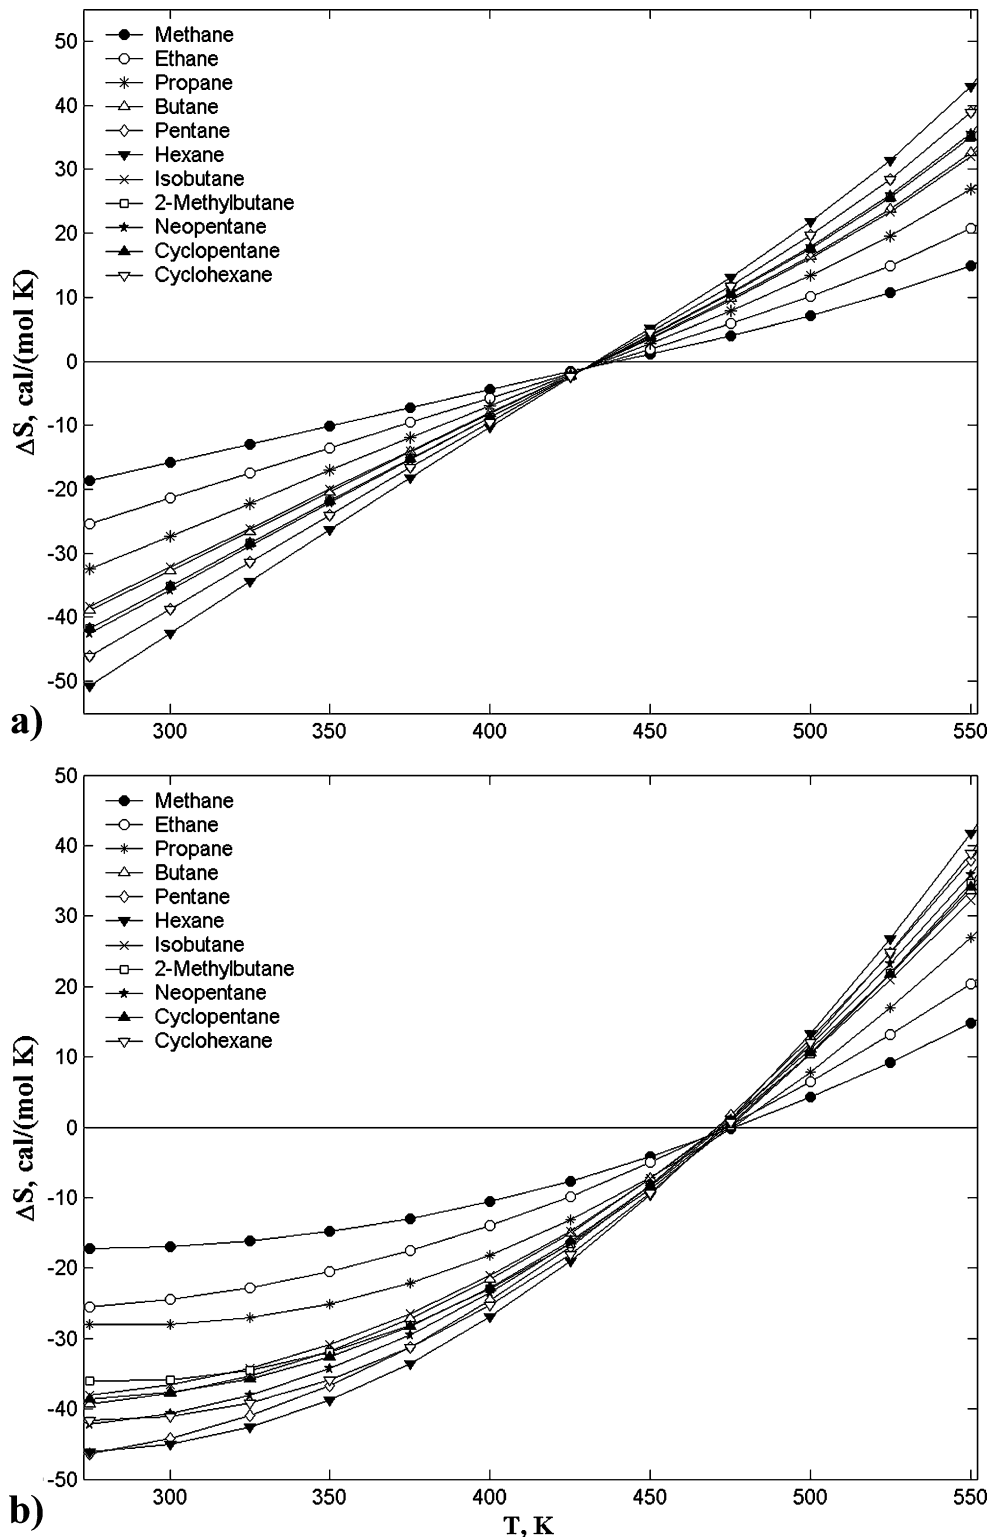 50
40
30
20
10
0
-10
-20
-30
-40
-50
ΔS, cal/(mol K)
Methane
Ethane
Propane
Butane
Pentane
Hexane
Isobutane
2-Methylbutane
Neopentane
Cyclopentane
Cyclohexane
300 350 400 450 500 550
a)
50
40
30
20
10
0
-10
-20
-30
-40
-50
ΔS, cal/(mol K)
Methane
Ethane
Propane
Butane
Pentane
Hexane
Isobutane
2-Methylbutane
Neopentane
Cyclopentane
Cyclohexane
300 350 400 450 500 550
b)
T, K